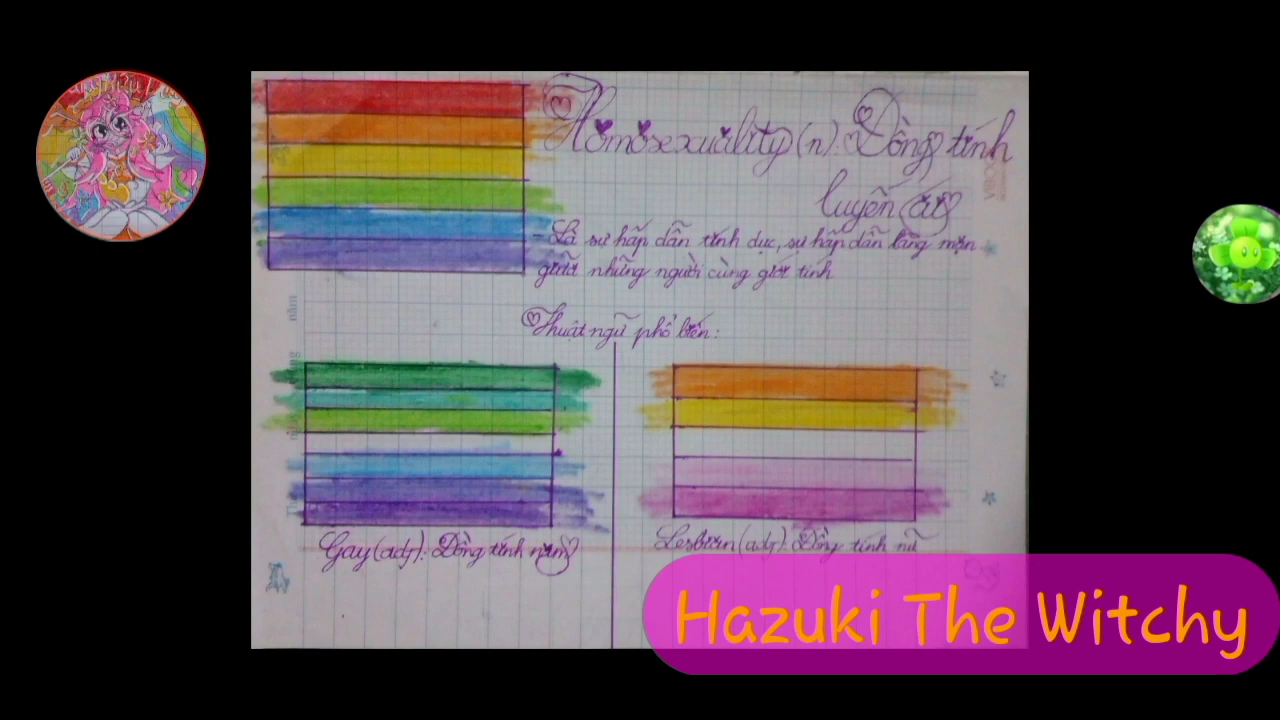 Homosexuality (n): Đồng tính
luyến ái
- Là sự hấp dẫn tính dục, sự hấp dẫn lãng mạn
giữa những người cùng giới tính
Thuật ngữ phổ biến:
Gay (adj): Đồng tính nam
Lesbian (adj): Đồng tính nữ
Hazuki The Witchy
năm